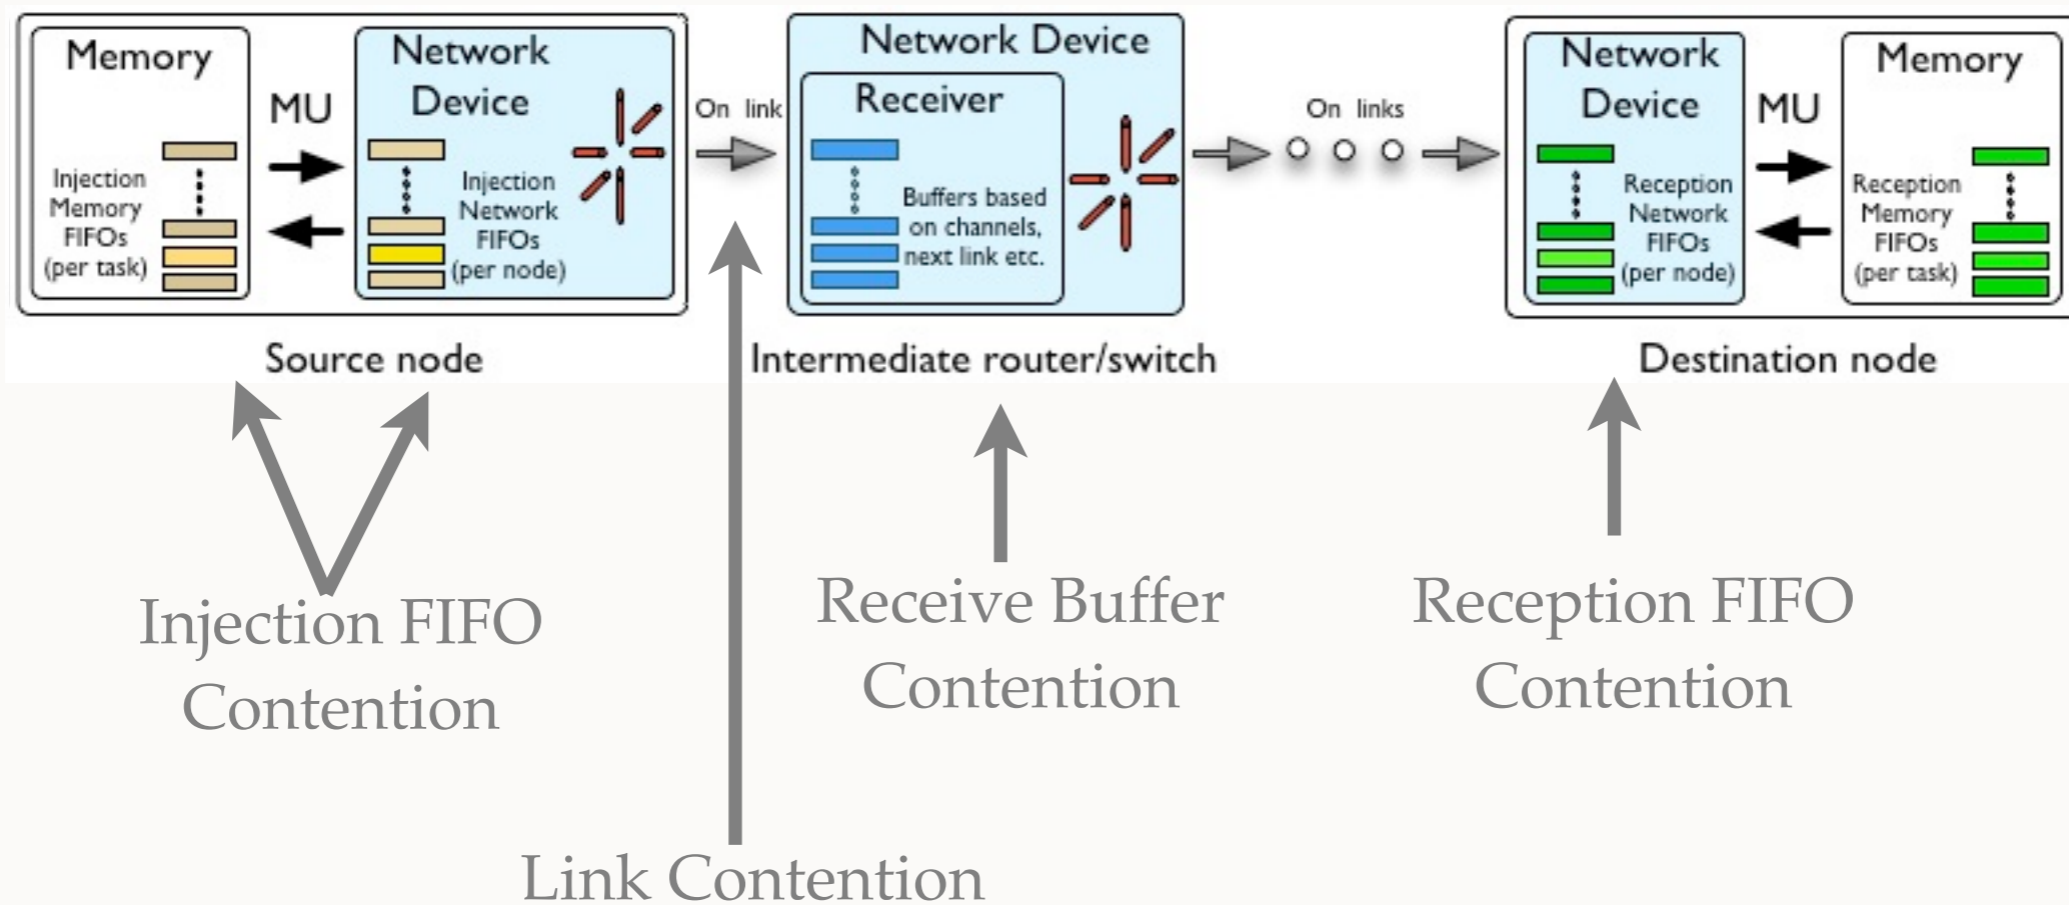 Memory
MU
Injection
Memory
FIFOs
(per task)
Network
Device
Injection
Network
FIFOs
(per node)
Source node
On link
Network Device
Receiver
Buffers based
on channels,
next link etc.
Intermediate router/switch
On links
Network
Device
Reception
Network
FIFOs
(per node)
MU
Memory
Reception
Memory
FIFOs
(per task)
Destination node
Injection FIFO
Contention
Link Contention
Receive Buffer
Contention
Reception FIFO
Contention